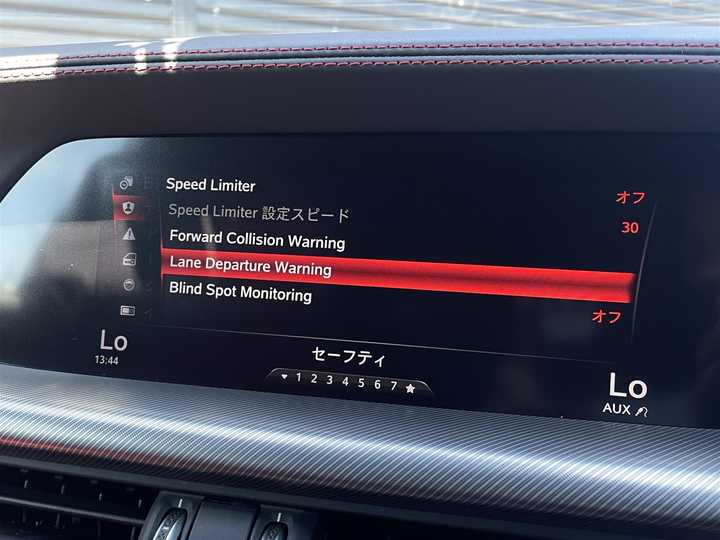 Speed Limiter
オフ
Speed Limiter 設定スピード
30
Forward Collision Warning
Lane Departure Warning
Blind Spot Monitoring
オフ
Lo
13:44
セーフティ
1 2 3 4 5 6 7
Lo
AUX